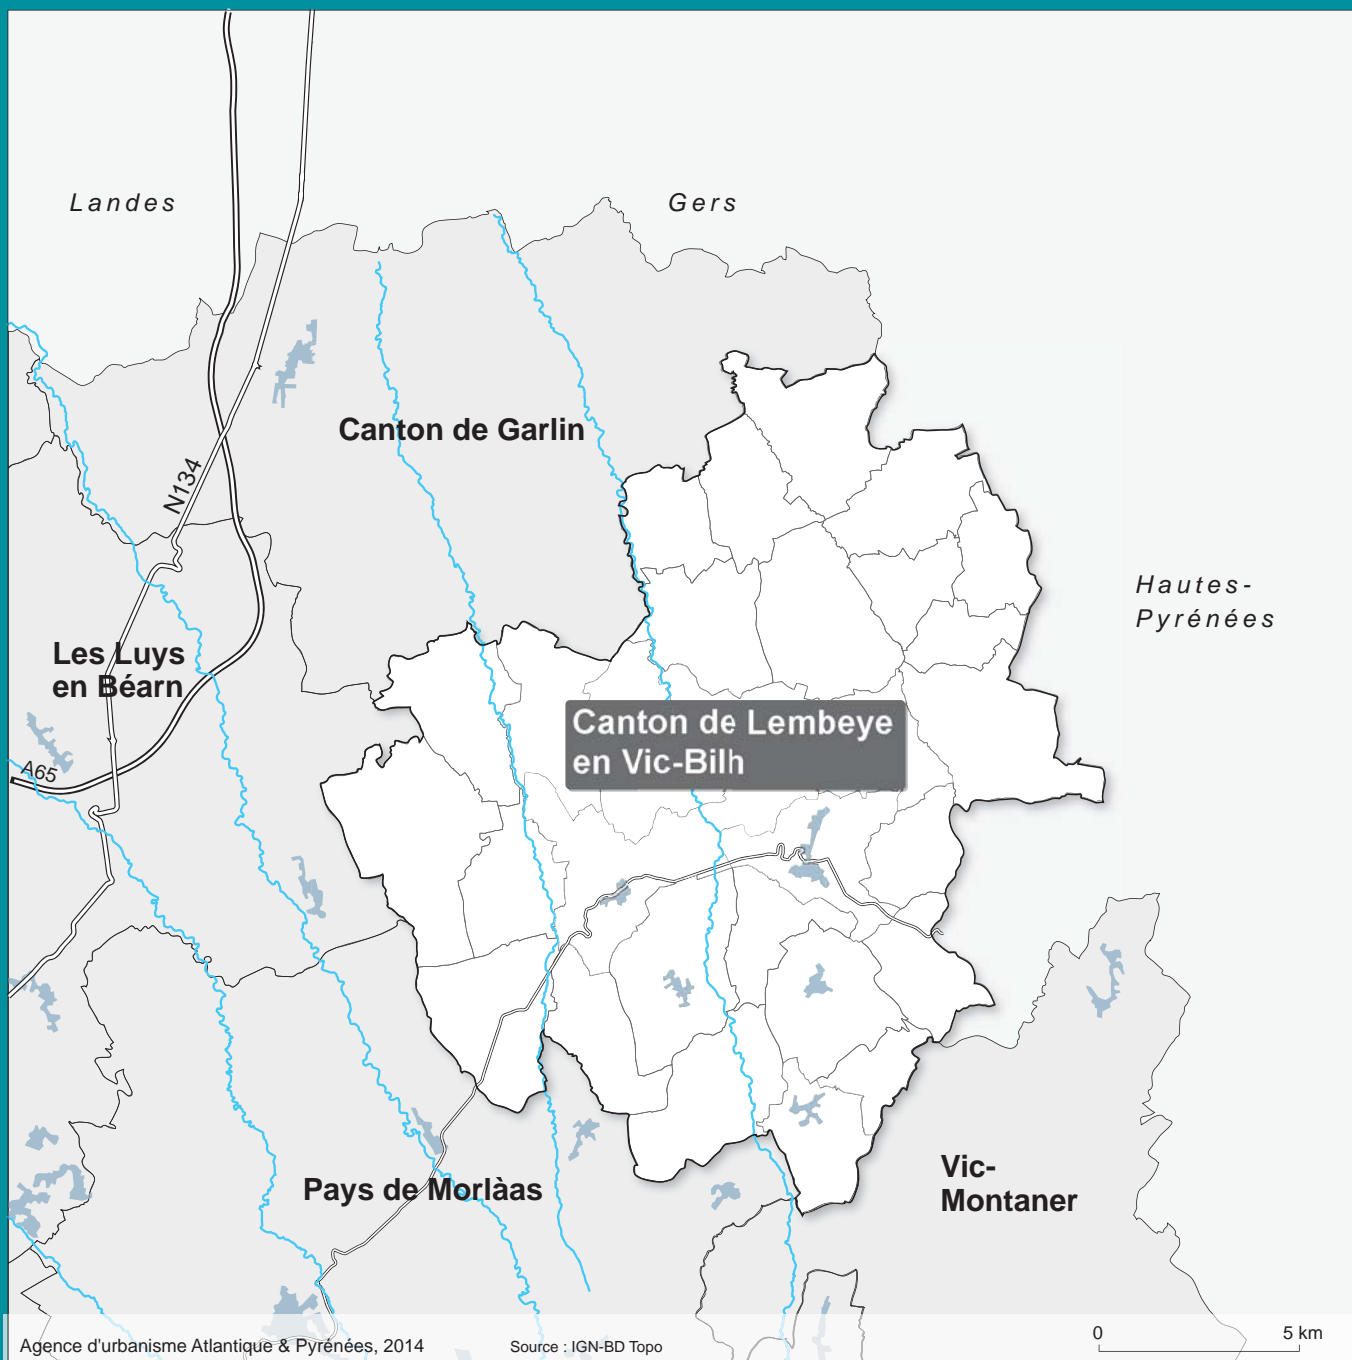 Landes
Gers
Canton de Garlin
N134
Hautes-
Pyrénées
Les Luys
en Béarn
Canton de Lembeye
en Vic-Bilh
A65
Vic-
Montaner
Pays de Morlàas
Agence d'urbanisme Atlantique & Pyrénées, 2014
Source : IGN-BD Topo
0
5 km